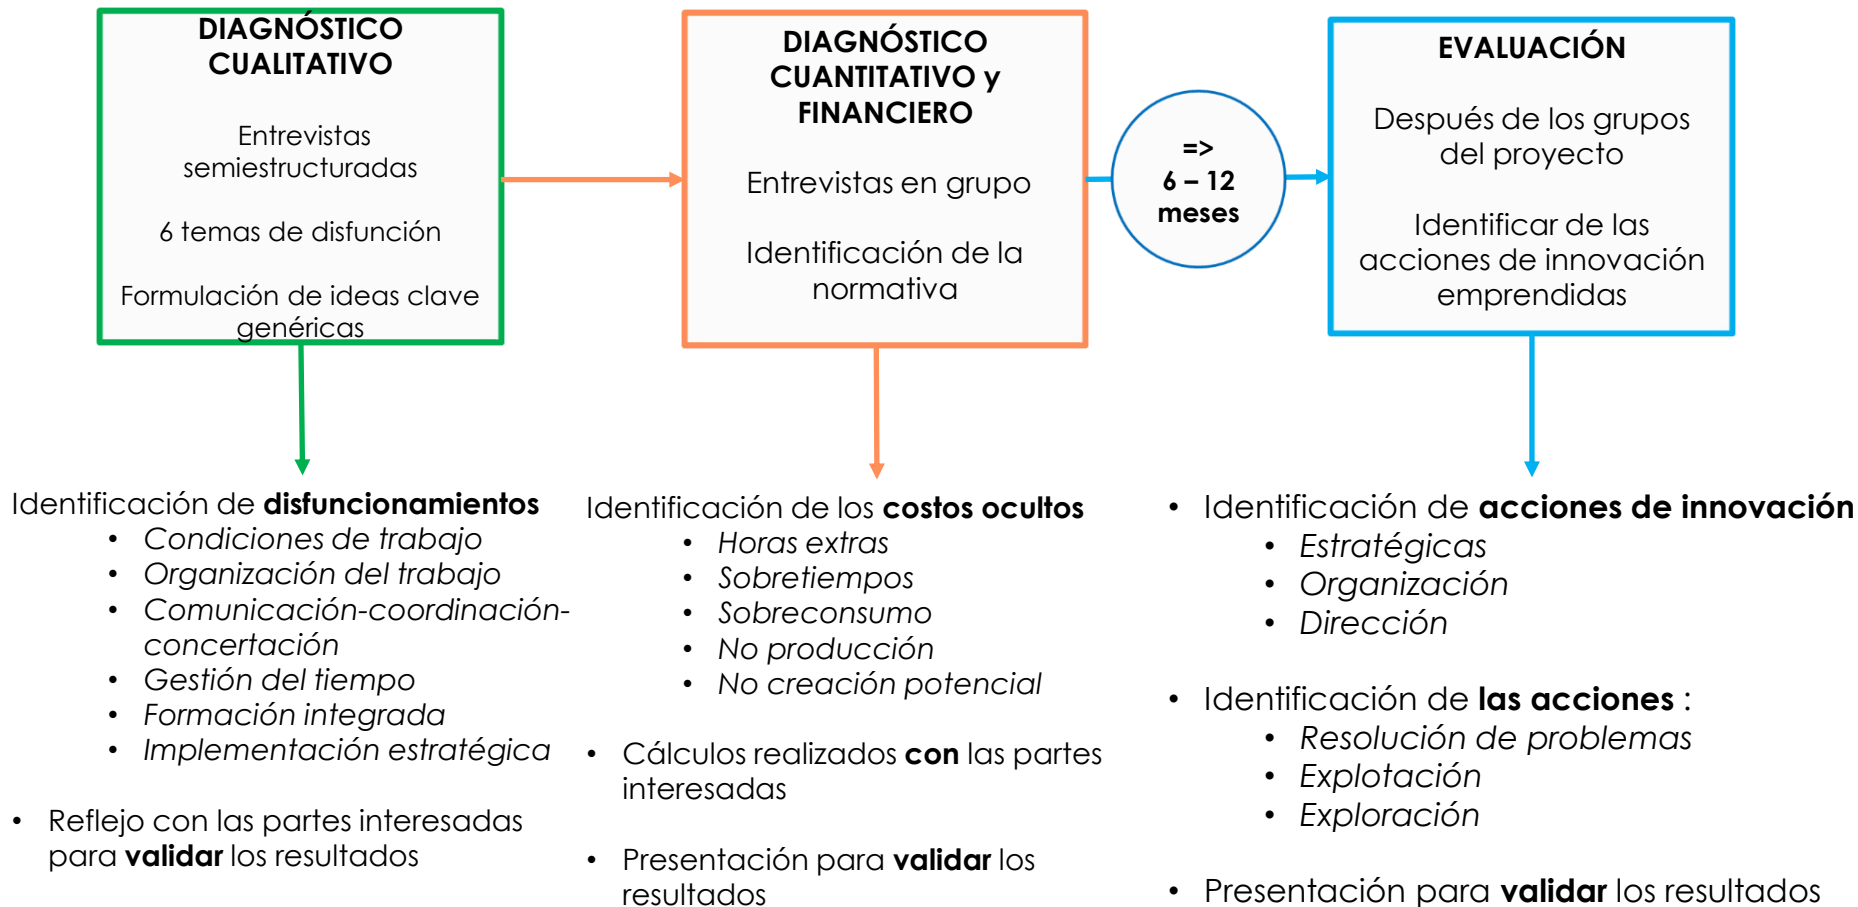 DIAGNÓSTICO
CUALITATIVO
Entrevistas
semiestructuradas
6 temas de disfunción
Formulación de ideas clave
genéricas
DIAGNÓSTICO
CUANTITATIVO y
FINANCIERO
Entrevistas en grupo
Identificación de la
normativa
=>
6 – 12
meses
EVALUACIÓN
Después de los grupos
del proyecto
Identificar de las
acciones de innovación
emprendidas
Identificación de disfuncionamientos
• Condiciones de trabajo
• Organización del trabajo
• Comunicación-coordinación-
concertación
• Gestión del tiempo
• Formación integrada
• Implementación estratégica
• Reflejo con las partes interesadas
para validar los resultados
Identificación de los costos ocultos
• Horas extras
• Sobretiempos
• Sobreconsumo
• No producción
• No creación potencial
• Cálculos realizados con las partes
interesadas
• Presentación para validar los
resultados
• Identificación de acciones de innovación
• Estratégicas
• Organización
• Dirección
• Identificación de las acciones :
• Resolución de problemas
• Explotación
• Exploración
• Presentación para validar los resultados